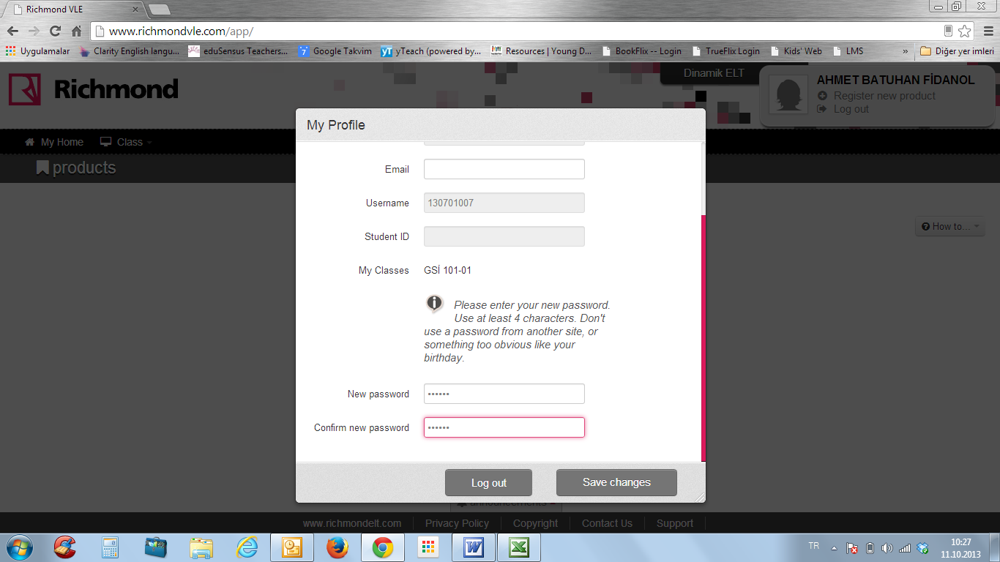 Richmond VLE
www.richmondvle.com/app/
Uygulamalar Clarity English langu... eduSensus Teachers... Google Takvim yTeach (powered by... Resources | Young D... BookFlix -- Login TrueFlix Login Kids' Web LMS » Diğer yer imleri
Richmond
Dinamik ELT
AHMET BATUHAN FİDANOL
Register new product
Log out
My Home Class
products
How to...
My Profile
Email
Username 130701007
Student ID
My Classes GSİ 101-01
Please enter your new password.
Use at least 4 characters. Don't
use a password from another site, or
something too obvious like your
birthday.
New password ••••••
Confirm new password ••••••
Log out Save changes
announcements
www.richmondelt.com Privacy Policy Copyright Contact Us Support
TR 10:27
11.10.2013